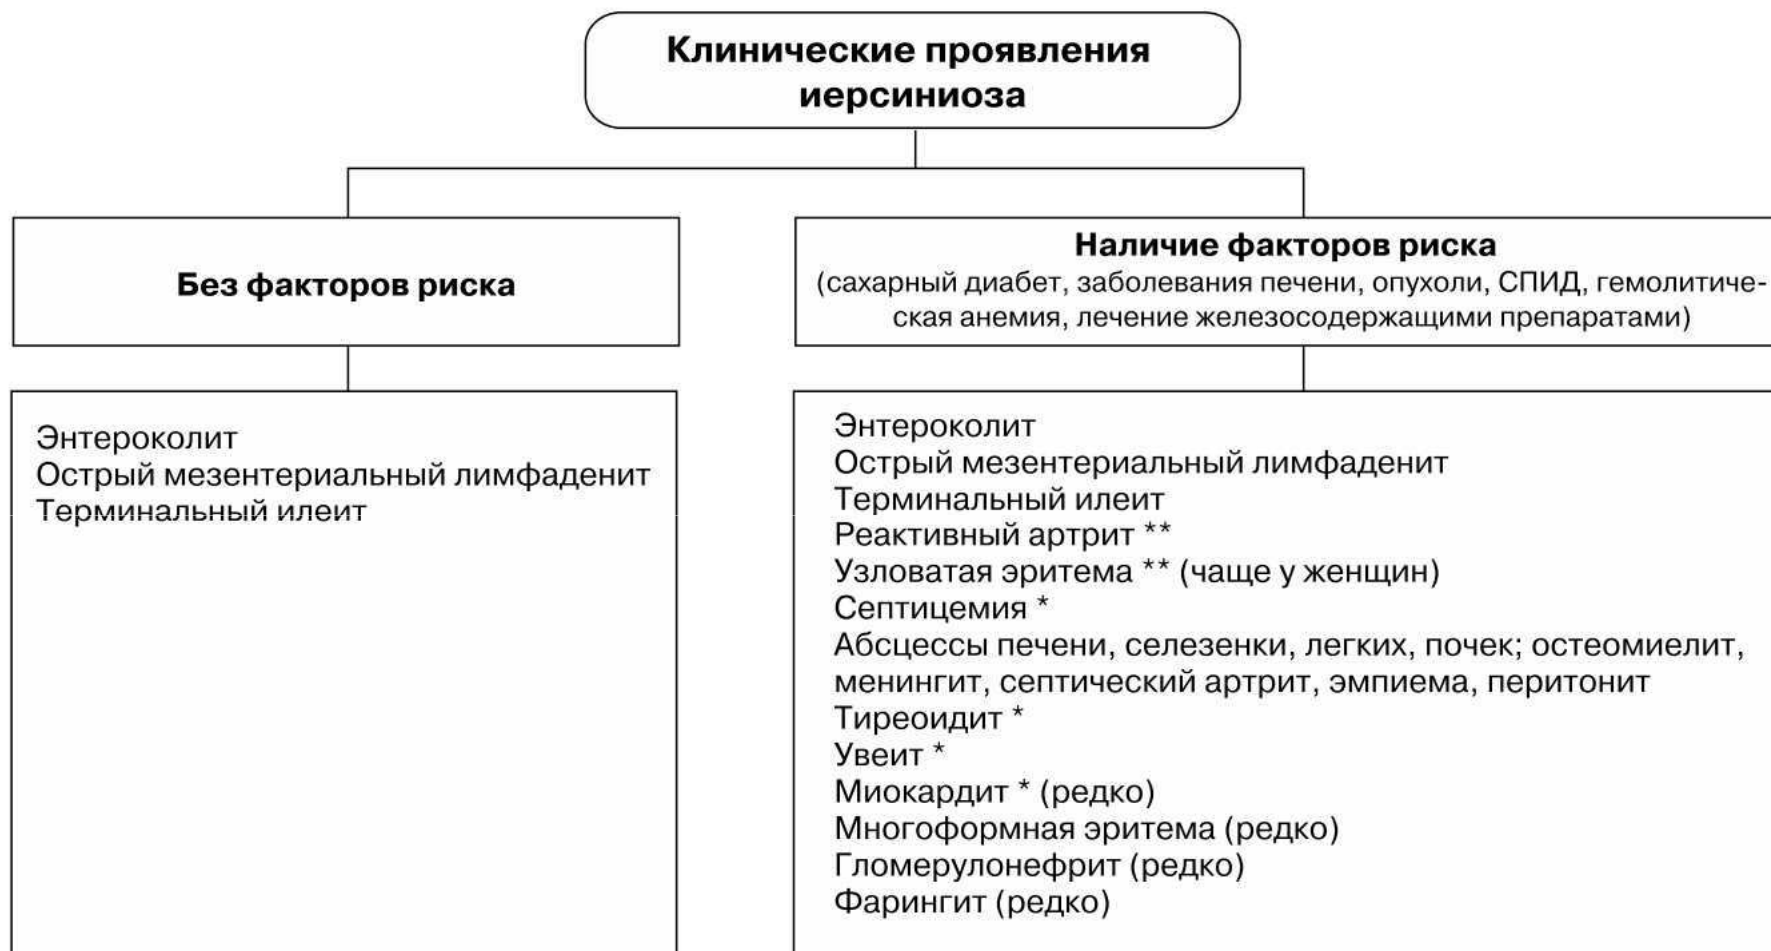 Клинические проявления
иерсиниоза
Без факторов риска
Наличие факторов риска
(сахарный диабет, заболевания печени, опухоли, СПИД, гемолитиче-
ская анемия, лечение железосодержащими препаратами)
Энтероколит
Острый мезентериальный лимфаденит
Терминальный илеит
Энтероколит
Острый мезентериальный лимфаденит
Терминальный илеит
Реактивный артрит **
Узловатая эритема ** (чаще у женщин)
Септицемия *
Абсцессы печени, селезенки, легких, почек; остеомиелит,
менингит, септический артрит, эмпиема, перитонит
Тиреоидит *
Увеит *
Миокардит * (редко)
Многоформная эритема (редко)
Гломерулонефрит (редко)
Фарингит (редко)